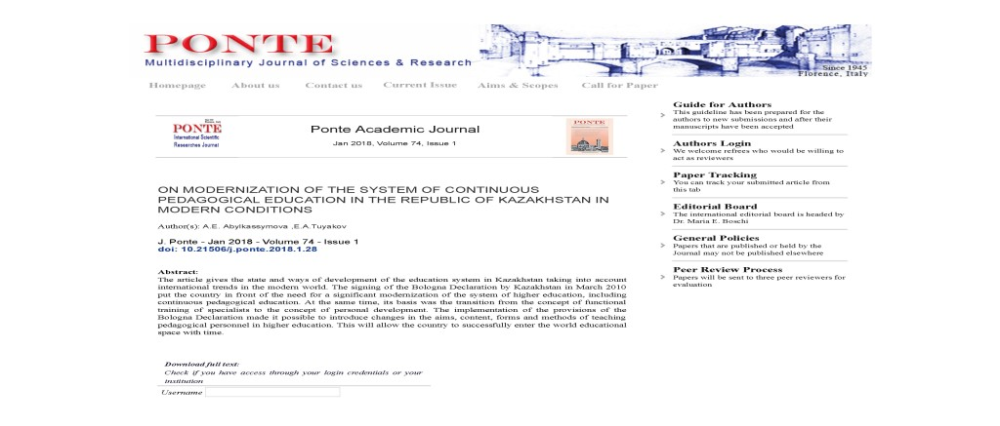 PONTE
Multidisciplinary Journal of Sciences & Research
Since 1945
Florence, Italy
Homepage
About us
Contact us
Current Issue
Aims & Scopes
Call for Paper
PONTE
International Scientific
Researches Journal
Ponte Academic Journal
Jan 2018, Volume 74, Issue 1
PONTE
ON MODERNIZATION OF THE SYSTEM OF CONTINUOUS
PEDAGOGICAL EDUCATION IN THE REPUBLIC OF KAZAKHSTAN IN
MODERN CONDITIONS
Author(s): A.E. Abylkassymova ,E.A.Tuyakov
J. Ponte - Jan 2018 - Volume 74 - Issue 1
doi: 10.21506/j.ponte.2018.1.28
Abstract:
The article gives the state and ways of development of the education system in Kazakhstan taking into account
international trends in the modern world. The signing of the Bologna Declaration by Kazakhstan in March 2010
put the country in front of the need for a significant modernization of the system of higher education, including
continuous pedagogical education. At the same time, its basis was the transition from the concept of functional
training of specialists to the concept of personal development. The implementation of the provisions of the
Bologna Declaration made it possible to introduce changes in the aims, content, forms and methods of teaching
pedagogical personnel in higher education. This will allow the country to successfully enter the world educational
space with time.
Download full text:
Check if you have access through your login credentials or your
institution
Username
Guide for Authors
This guideline has been prepared for the
authors to new submissions and after their
manuscripts have been accepted
Authors Login
We welcome refrees who would be willing to
act as reviewers
Paper Tracking
You can track your submitted article from
this tab
Editorial Board
The international editorial board is headed by
Dr. Maria E. Boschi
General Policies
Papers that are published or held by the
Journal may not be published elsewhere
Peer Review Process
Papers will be sent to three peer reviewers for
evaluation